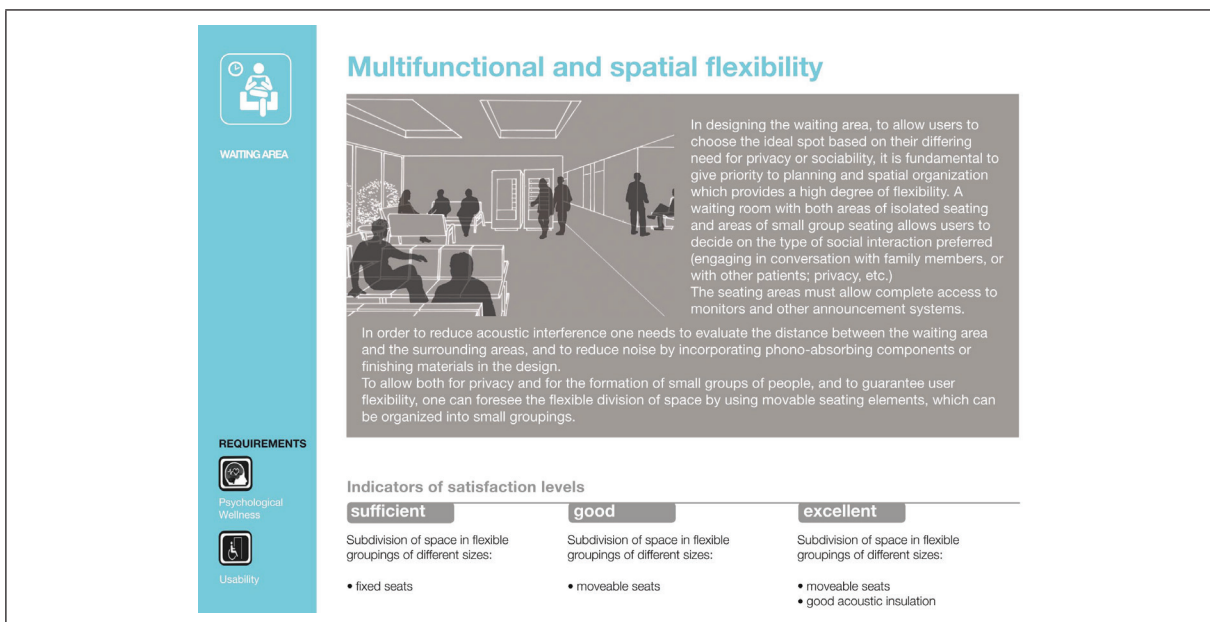 WAITING AREA
Multifunctional and spatial flexibility
In designing the waiting area, to allow users to
choose the ideal spot based on their differing
need for privacy or sociability, it is fundamental to
give priority to planning and spatial organization
which provides a high degree of flexibility. A
waiting room with both areas of isolated seating
and areas of small group seating allows users to
decide on the type of social interaction preferred
(engaging in conversation with family members, or
with other patients; privacy, etc.)
The seating areas must allow complete access to
monitors and other announcement systems.
In order to reduce acoustic interference one needs to evaluate the distance between the waiting area
and the surrounding areas, and to reduce noise by incorporating phono-absorbing components or
finishing materials in the design.
To allow both for privacy and for the formation of small groups of people, and to guarantee user
flexibility, one can foresee the flexible division of space by using movable seating elements, which can
be organized into small groupings.
REQUIREMENTS
Psychological
Wellness
Usability
Indicators of satisfaction levels
sufficient
Subdivision of space in flexible
groupings of different sizes:
• fixed seats
good
Subdivision of space in flexible
groupings of different sizes:
• moveable seats
excellent
Subdivision of space in flexible
groupings of different sizes:
• moveable seats
• good acoustic insulation